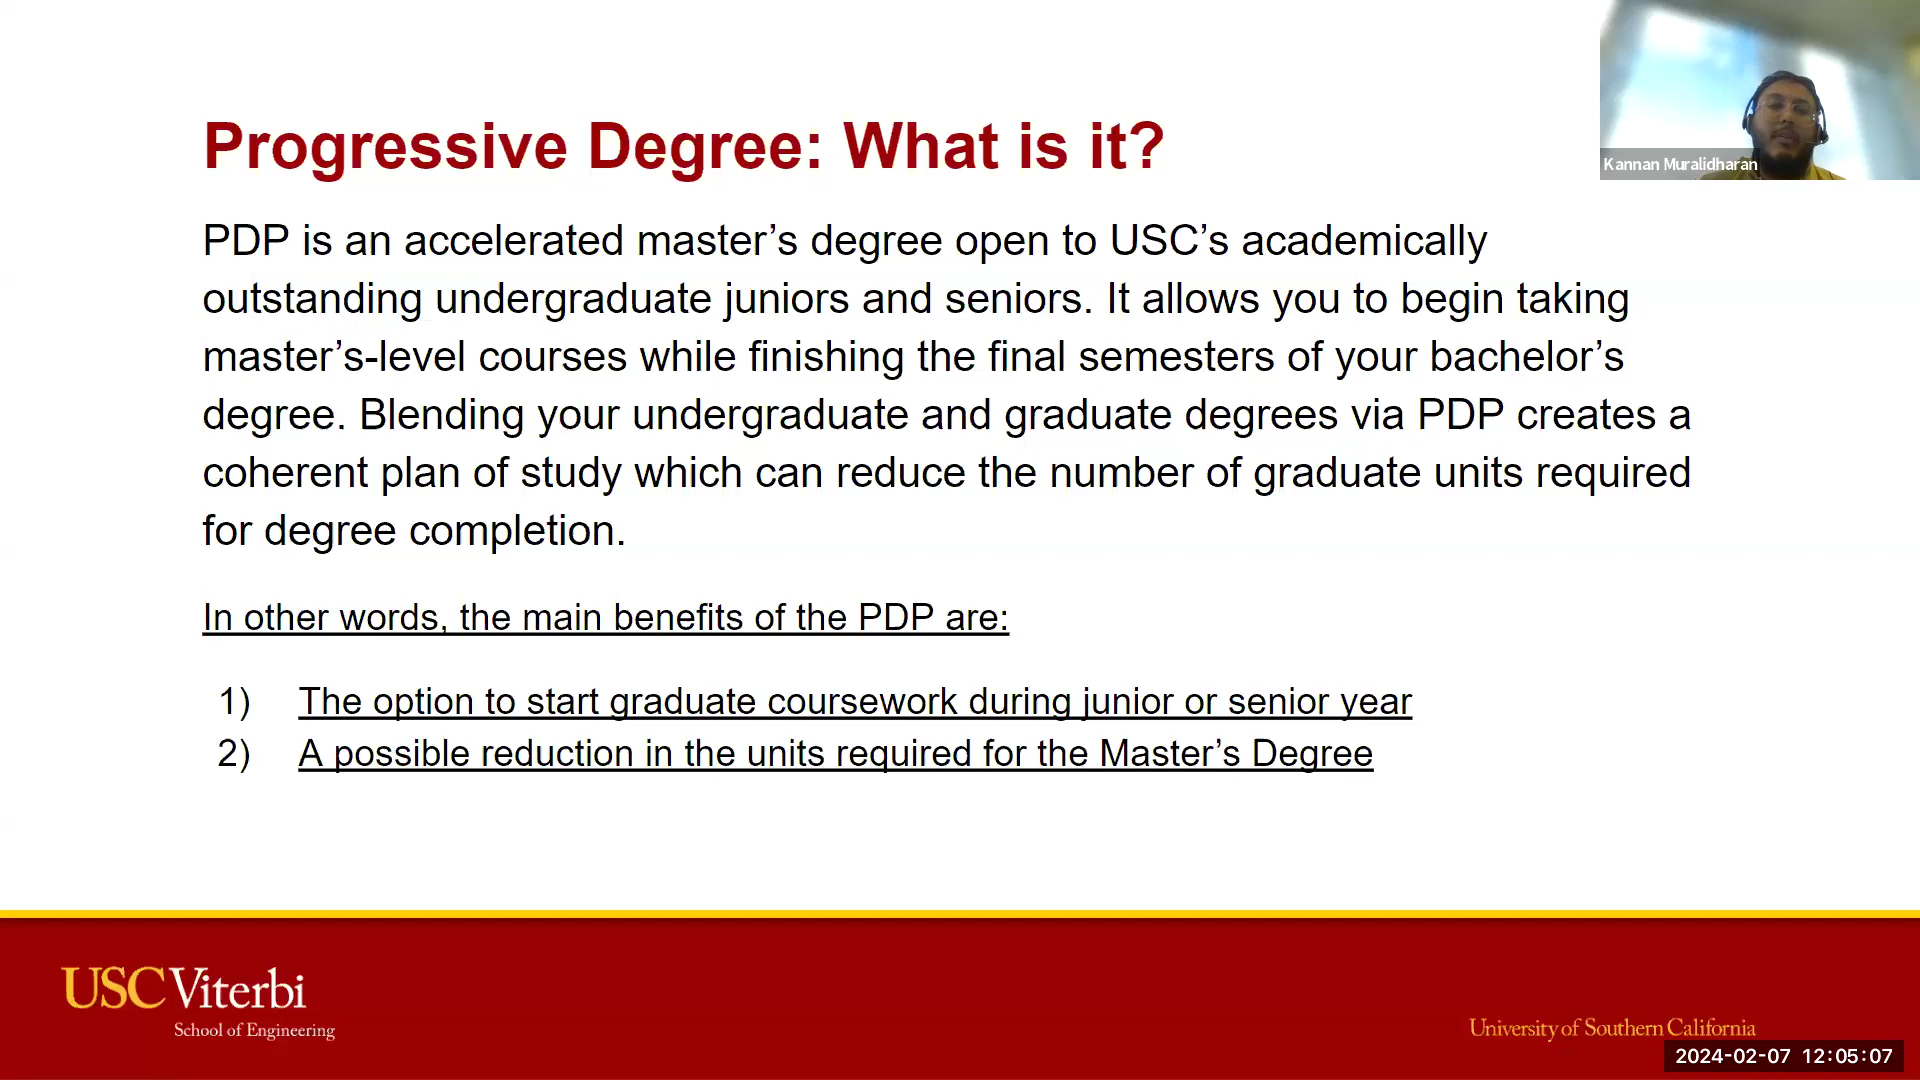 Progressive Degree: What is it?
Kannan Muralidharan
PDP is an accelerated master’s degree open to USC’s academically
outstanding undergraduate juniors and seniors. It allows you to begin taking
master’s-level courses while finishing the final semesters of your bachelor’s
degree. Blending your undergraduate and graduate degrees via PDP creates a
coherent plan of study which can reduce the number of graduate units required
for degree completion.
In other words, the main benefits of the PDP are:
1) The option to start graduate coursework during junior or senior year
2) A possible reduction in the units required for the Master’s Degree
USC Viterbi
School of Engineering
University of Southern California
2024-02-07 12:05:07